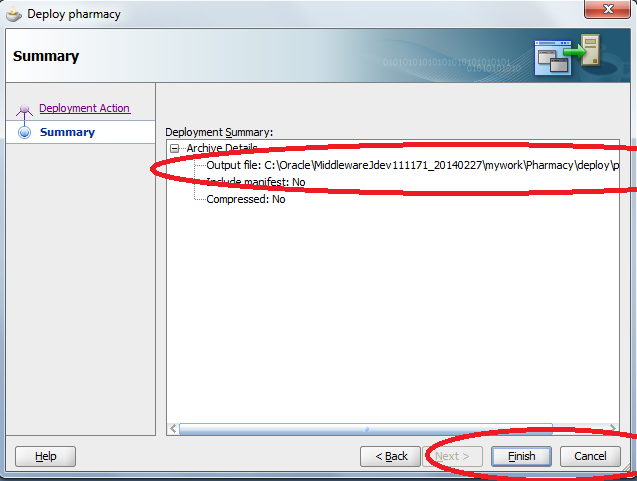 Deploy pharmacy
Summary
Deployment Action
Summary
Deployment Summary:
Archive Details
Output file: C:\Oracle\MiddlewareJdev111171_20140227\mywork\Pharmacy\deploy\p
Include manifest: No
Compressed: No
Help
< Back
Next >
Finish
Cancel